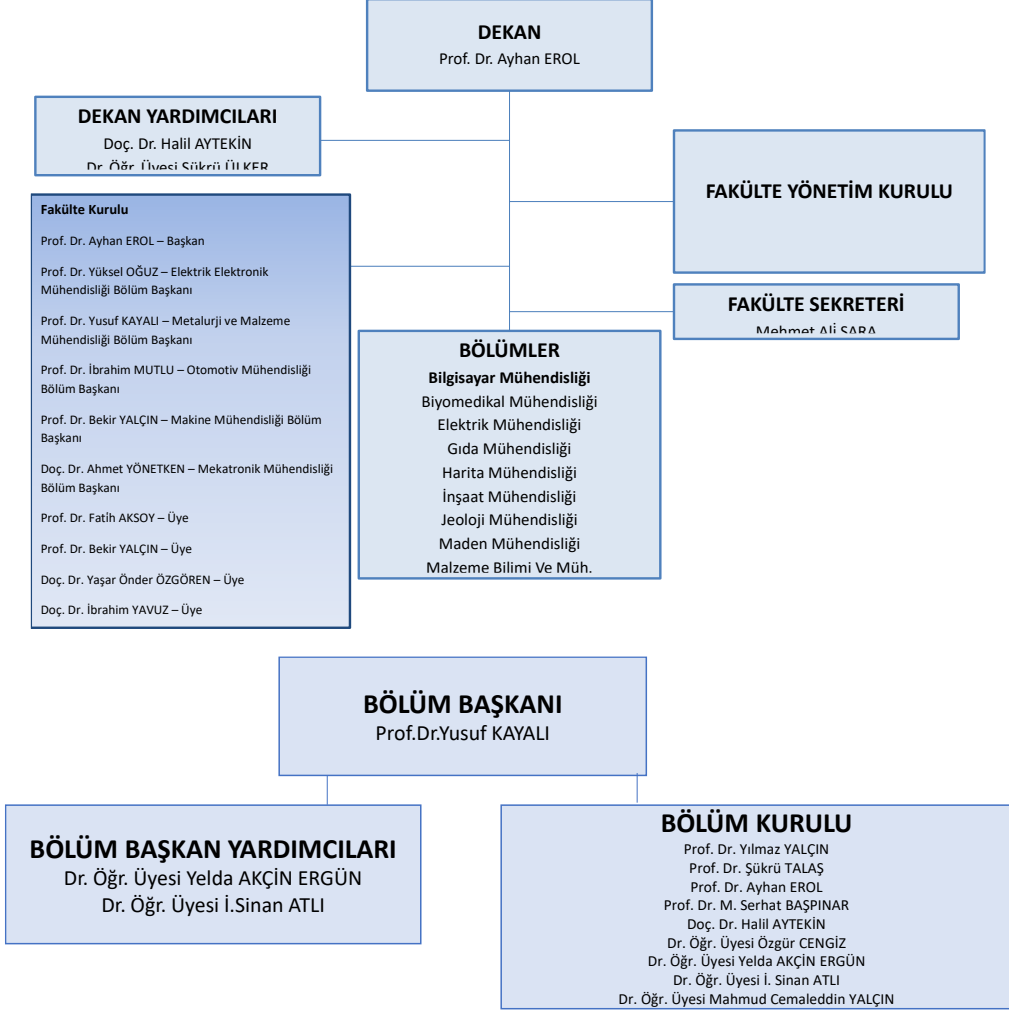 DEKAN
Prof. Dr. Ayhan EROL
DEKAN YARDIMCILARI
Doç. Dr. Halil AYTEKİN
Dr. Öğr. Üyesi Şükrü ÜLKER
FAKÜLTE YÖNETİM KURULU
Fakülte Kurulu
Prof. Dr. Ayhan EROL – Başkan
Prof. Dr. Yüksel OĞUZ – Elektrik Elektronik
Mühendisliği Bölüm Başkanı
Prof. Dr. Yusuf KAYALI – Metalurji ve Malzeme
Mühendisliği Bölüm Başkanı
Prof. Dr. İbrahim MUTLU – Otomotiv Mühendisliği
Bölüm Başkanı
Prof. Dr. Bekir YALÇIN – Makine Mühendisliği Bölüm
Başkanı
Doç. Dr. Ahmet YÖNETKEN – Mekatronik Mühendisliği
Bölüm Başkanı
Prof. Dr. Fatih AKSOY – Üye
Prof. Dr. Bekir YALÇIN – Üye
Doç. Dr. Yaşar Önder ÖZGÖREN – Üye
Doç. Dr. İbrahim YAVUZ – Üye
FAKÜLTE SEKRETERİ
Mehmet Ali SARA
BÖLÜMLER
Bilgisayar Mühendisliği
Biyomedikal Mühendisliği
Elektrik Mühendisliği
Gıda Mühendisliği
Harita Mühendisliği
İnşaat Mühendisliği
Jeoloji Mühendisliği
Maden Mühendisliği
Malzeme Bilimi Ve Müh.
BÖLÜM BAŞKANI
Prof.Dr.Yusuf KAYALI
BÖLÜM BAŞKAN YARDIMCILARI
Dr. Öğr. Üyesi Yelda AKÇİN ERGÜN
Dr. Öğr. Üyesi İ.Sinan ATLI
BÖLÜM KURULU
Prof. Dr. Yılmaz YALÇIN
Prof. Dr. Şükrü TALAŞ
Prof. Dr. Ayhan EROL
Prof. Dr. M. Serhat BAŞPINAR
Doç. Dr. Halil AYTEKİN
Dr. Öğr. Üyesi Özgür CENGİZ
Dr. Öğr. Üyesi Yelda AKÇİN ERGÜN
Dr. Öğr. Üyesi İ. Sinan ATLI
Dr. Öğr. Üyesi Mahmud Cemaleddin YALÇIN